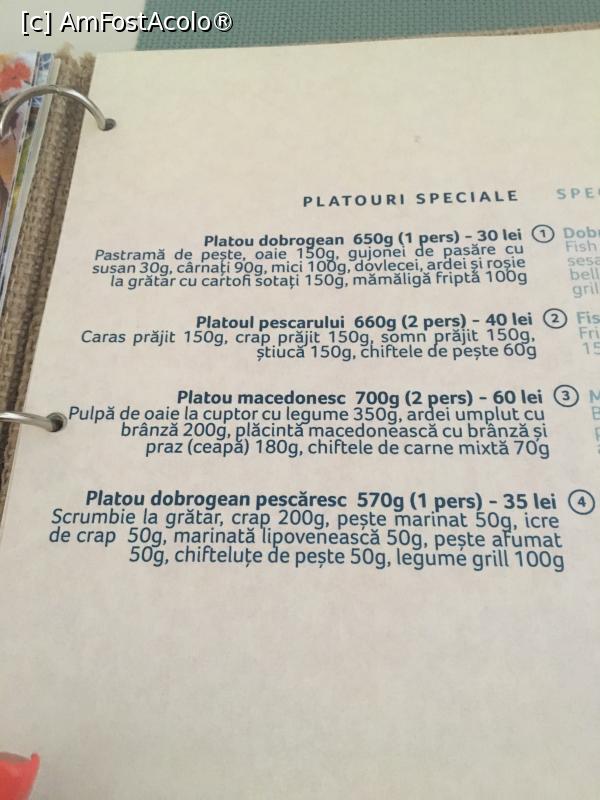 [c] AmFostAcolo®
PLATOURI SPECIALE
Platou dobrogean 650g (1 pers) - 30 lei 1
Pastramă de pește, oaie 150g, gujonei de pasăre cu
susan 30g, cârnați 90g, mici 100g, dovlecei, ardei și roșie
la grătar cu cartofi sotați 150g, mămăligă friptă 100g
Platoul pescarului 660g (2 pers) - 40 lei 2
Caras prăjit 150g, crap prăjit 150g, somn prăjit 150g,
știucă 150g, chiftele de pește 60g
Platou macedonesc 700g (2 pers) - 60 lei 3
Pulpă de oaie la cuptor cu legume 350g, ardei umplut cu
brânză 200g, plăcintă macedonească cu brânză și
praz (ceapă) 180g, chiftele de carne mixtă 70g
Platou dobrogean pescăresc 570g (1 pers) - 35 lei 4
Scrumbie la grătar, crap 200g, pește marinat 50g, icre
de crap 50g, marinată lipovenească 50g, pește afumat
50g, chifteluțe de pește 50g, legume grill 100g
Fish